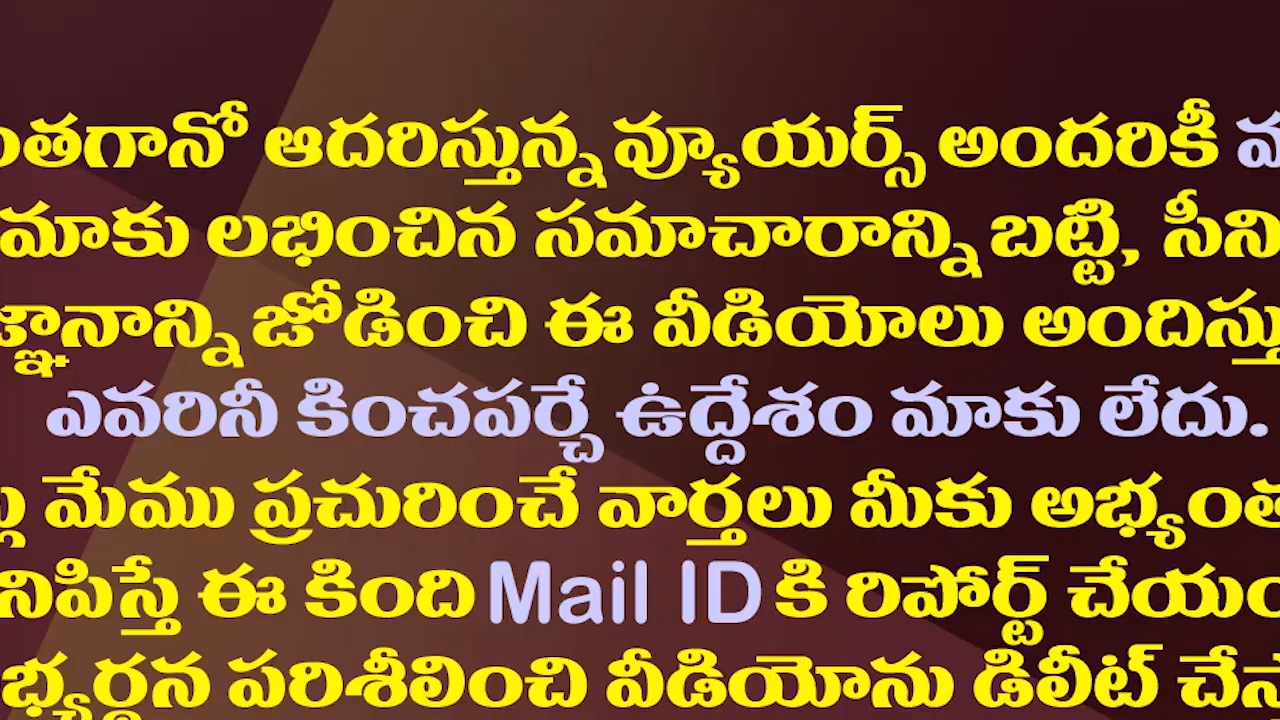 ఆదరిస్తున్న వ్యూయర్స్ అందరికీ
మాకు లభించిన సమాచారాన్ని బట్టి,
జోడించి ఈ వీడియోలు
ఎవరినీ కించపర్చే ఉద్దేశం మాకు లేదు.
మేము ప్రచురించే వార్తలు మీకు
ఈ కింది Mail ID కి రిపోర్ట్
పరిశీలించి వీడియోను డిలీట్